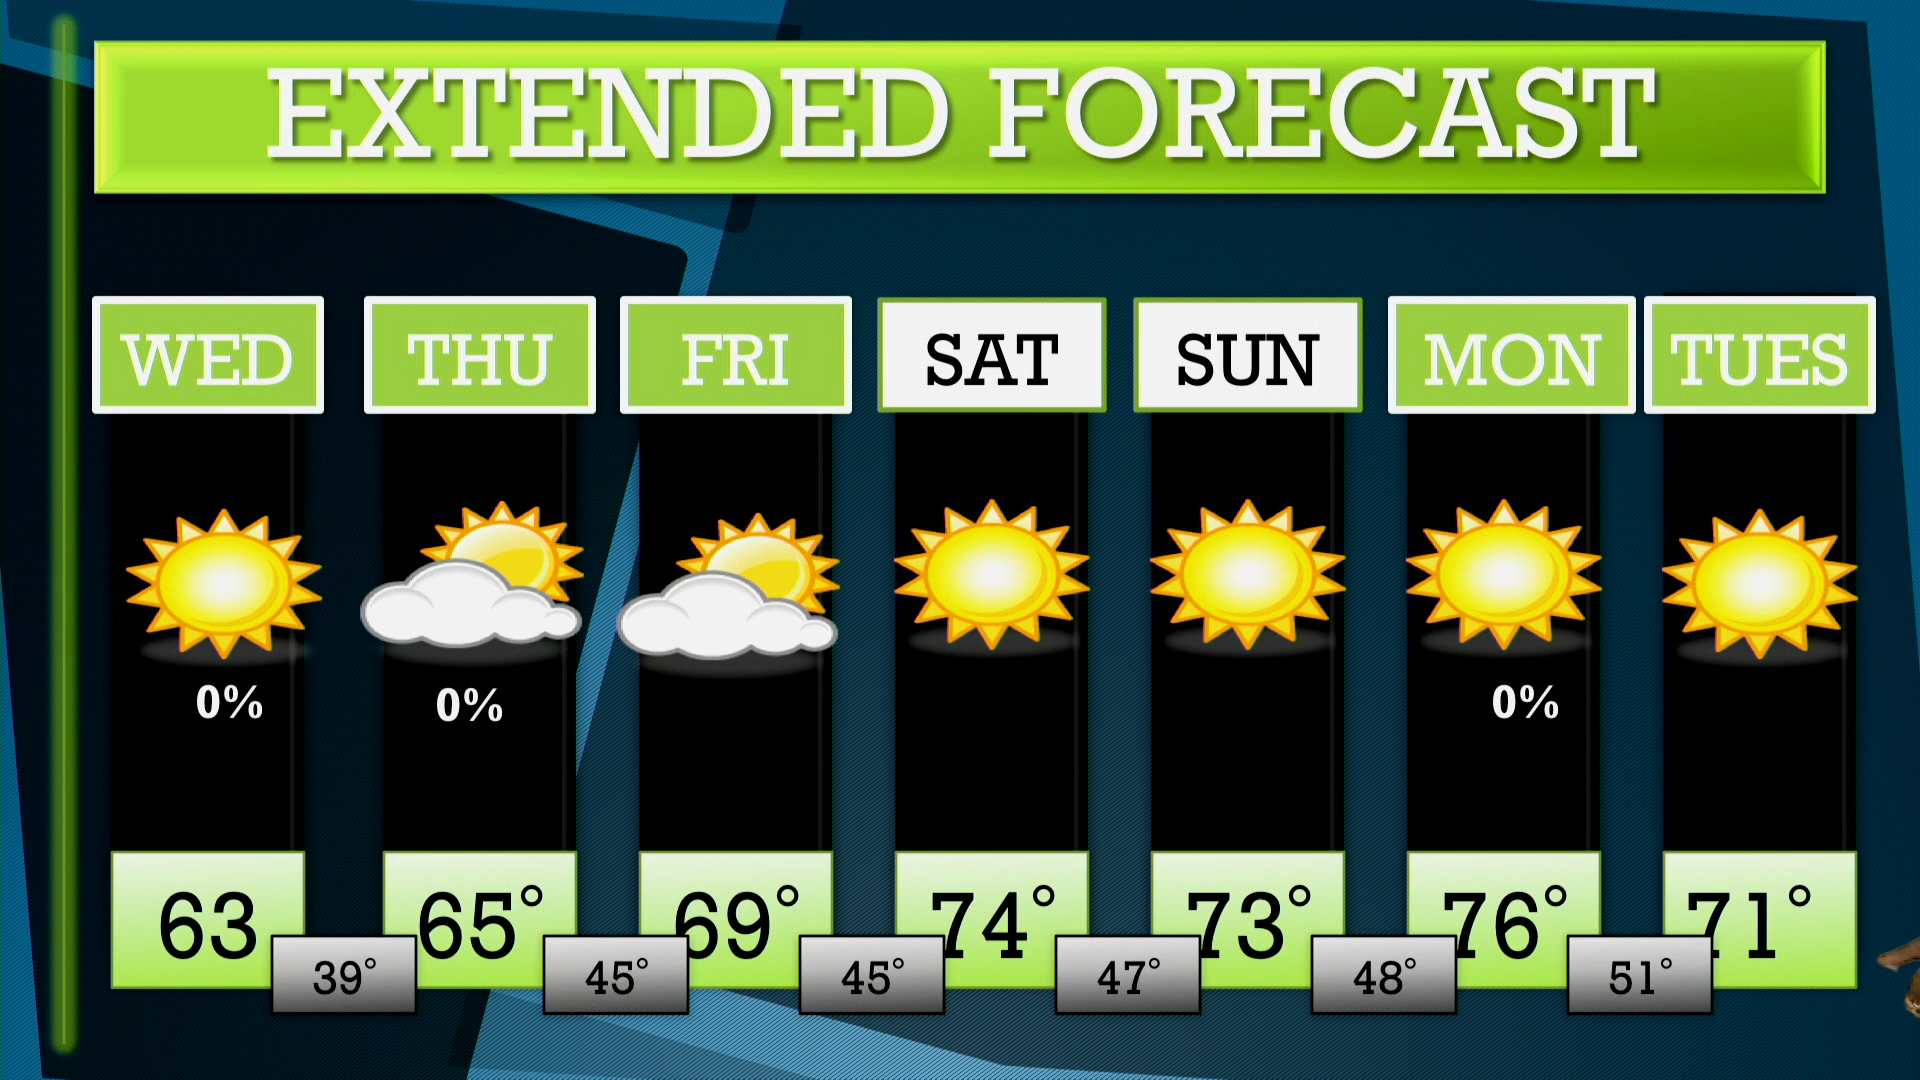 EXTENDED FORECAST
WED THU FRI SAT SUN MON TUES
0% 0% 0%
63 65° 69° 74° 73° 76° 71°
39° 45° 45° 47° 48° 51°